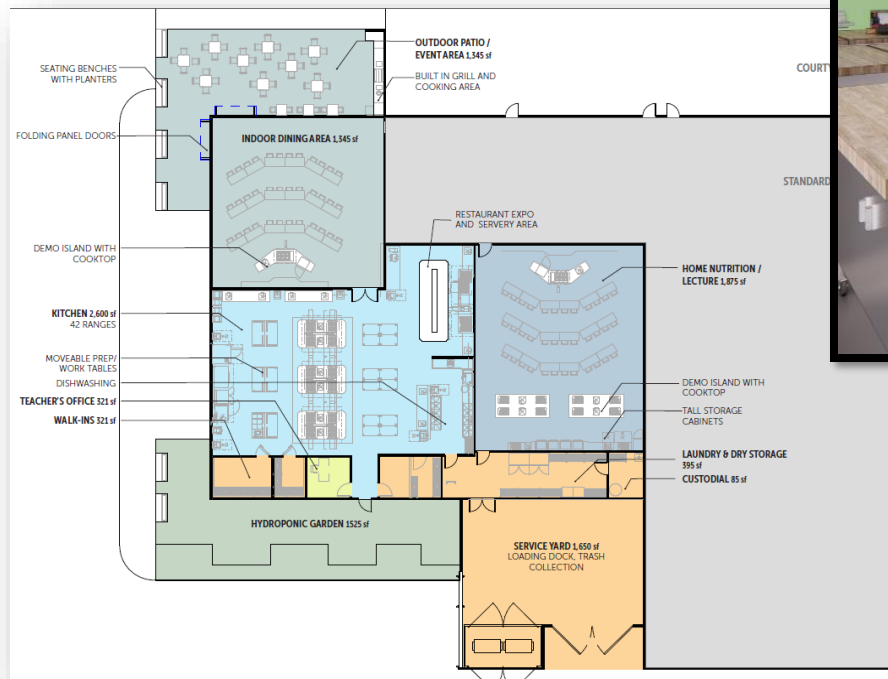 OUTDOOR PATIO /
EVENT AREA 1,345 sf
SEATING BENCHES
WITH PLANTERS
COURTY
BUILT IN GRILL AND
COOKING AREA
FOLDING PANEL DOORS
INDOOR DINING AREA 1,345 sf
STANDARD
RESTAURANT EXPO
AND SERVERY AREA
DEMO ISLAND WITH
COOKTOP
HOME NUTRITION /
LECTURE 1,875 sf
KITCHEN 2,600 sf
42 RANGES
MOVEABLE PREP/
WORK TABLES
DISHWASHING
DEMO ISLAND WITH
COOKTOP
TEACHER'S OFFICE 321 sf
TALL STORAGE
CABINETS
WALK-INS 321 sf
LAUNDRY & DRY STORAGE
395 sf
CUSTODIAL 85 sf
HYDROPONIC GARDEN 1525 sf
SERVICE YARD 1,650 sf
LOADING DOCK, TRASH
COLLECTION